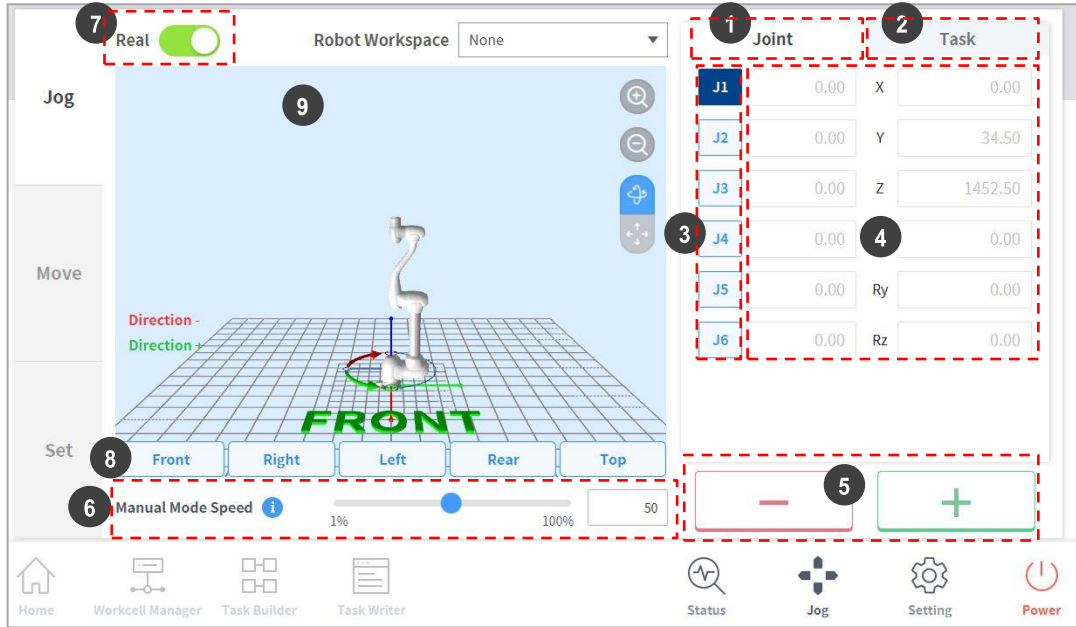 7
Real
Robot Workspace
None
1
Joint
2
Task
Jog
9
J1
0.00
X
0.00
J2
0.00
Y
34.50
J3
0.00
Z
1452.50
3
J4
0.00
4
0.00
Move
J5
0.00
Ry
0.00
Direction -
Direction +
J6
0.00
Rz
0.00
FRONT
Set
8
Front
Right
Left
Rear
Top
5
6
Manual Mode Speed
i
1%
100%
50
−
+
Home
Workcell Manager
Task Builder
Task Writer
Status
Jog
Setting
Power